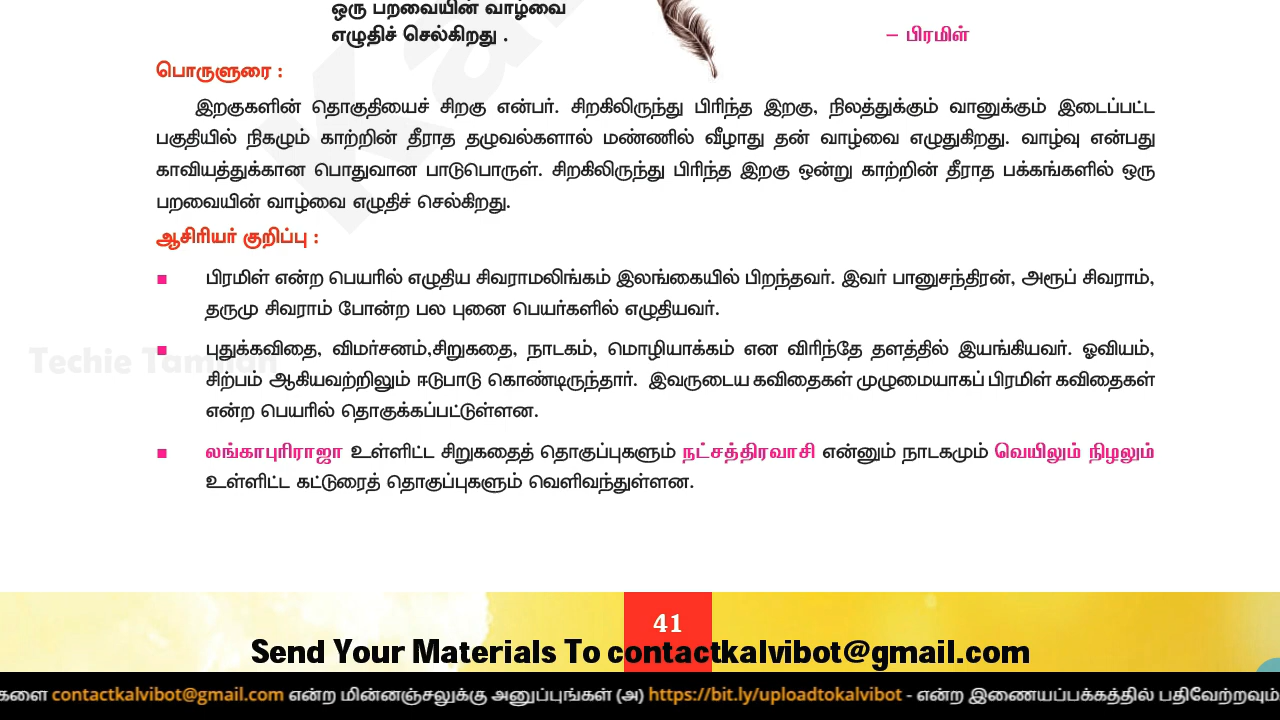 ஒரு பறவையின் வாழ்வை
எழுதிச் செல்கிறது .
– பிரமிள்
பொருளுரை :
இறகுகளின் தொகுதியைச் சிறகு என்பர். சிறகிலிருந்து பிரிந்த இறகு, நிலத்துக்கும் வானுக்கும் இடைப்பட்ட
பகுதியில் நிகழும் காற்றின் தீராத தழுவல்களால் மண்ணில் வீழாது தன் வாழ்வை எழுதுகிறது. வாழ்வு என்பது
காவியத்துக்கான பொதுவான பாடுபொருள். சிறகிலிருந்து பிரிந்த இறகு ஒன்று காற்றின் தீராத பக்கங்களில் ஒரு
பறவையின் வாழ்வை எழுதிச் செல்கிறது.
ஆசிரியர் குறிப்பு :
பிரமிள் என்ற பெயரில் எழுதிய சிவராமலிங்கம் இலங்கையில் பிறந்தவர். இவர் பானுசந்திரன், அரூப் சிவராம்,
தருமு சிவராம் போன்ற பல புனை பெயர்களில் எழுதியவர்.
புதுக்கவிதை, விமர்சனம்,சிறுகதை, நாடகம், மொழியாக்கம் என விரிந்தே தளத்தில் இயங்கியவர். ஓவியம்,
Techie Tamilan
சிற்பம் ஆகியவற்றிலும் ஈடுபாடு கொண்டிருந்தார். இவருடைய கவிதைகள் முழுமையாகப் பிரமிள் கவிதைகள்
என்ற பெயரில் தொகுக்கப்பட்டுள்ளன.
லங்காபுரிராஜா உள்ளிட்ட சிறுகதைத் தொகுப்புகளும் நட்சத்திரவாசி என்னும் நாடகமும் வெயிலும் நிழலும்
உள்ளிட்ட கட்டுரைத் தொகுப்புகளும் வெளிவந்துள்ளன.
41
Send Your Materials To contactkalvibot@gmail.com
களை contactkalvibot@gmail.com என்ற மின்னஞ்சலுக்கு அனுப்புங்கள் (அ) https://bit.ly/uploadtokalvibot - என்ற இணையப்பக்கத்தில் பதிவேற்றவும்